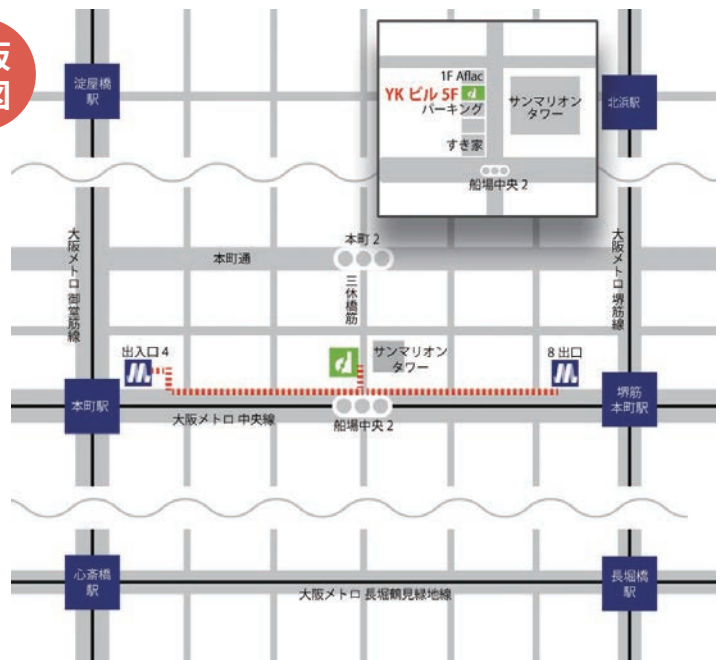 阪
図
淀屋橋
駅
1F Aflac
YK ビル 5F
パーキング
すき家
サンマリオン
タワー
船場中央 2
北浜駅
大阪メトロ 御堂筋線
本町通
本町 2
三休橋筋
大阪メトロ 堺筋線
出入口 4
サンマリオン
タワー
8 出口
本町駅
大阪メトロ 中央線
船場中央 2
堺筋
本町駅
心斎橋
駅
大阪メトロ 長堀鶴見緑地線
長堀橋
駅